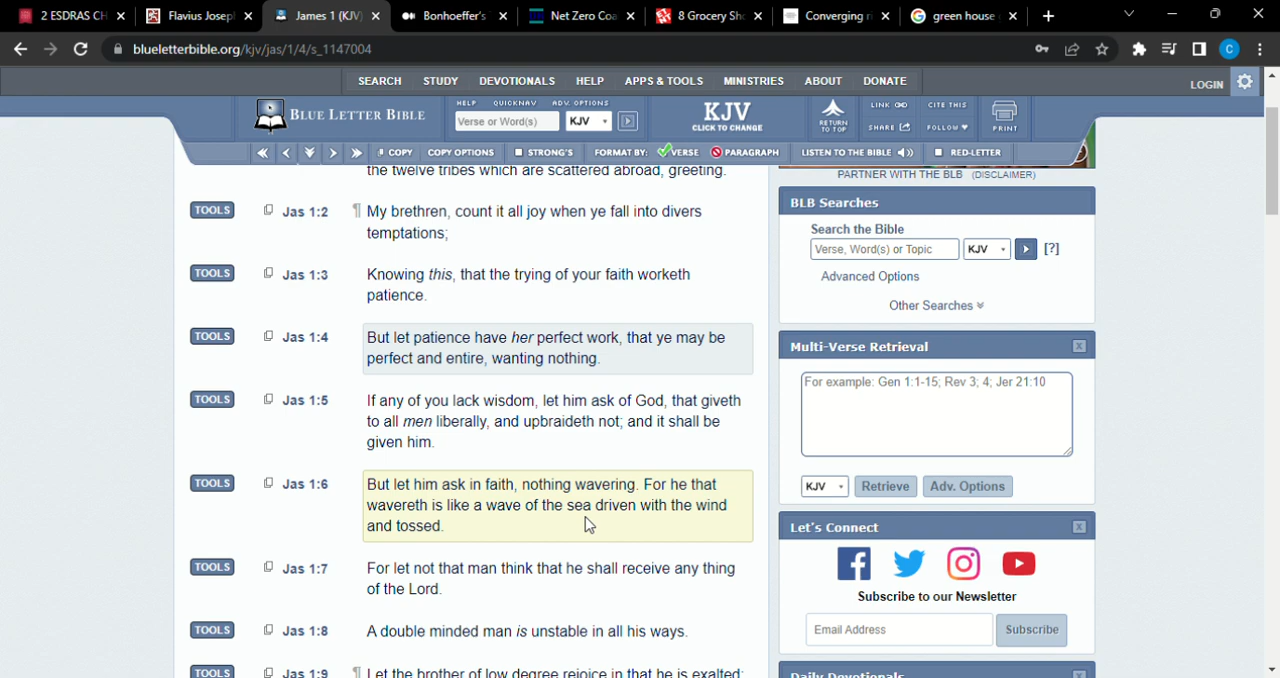 2 ESDRAS CH
Flavius Joseph
James 1 (KJV)
Bonhoeffer's
Net Zero Coa
8 Grocery Sho
Converging ri
green house
blueletterbible.org/kjv/jas/1/4/s_1147004
C
SEARCH STUDY DEVOTIONALS HELP APPS & TOOLS MINISTRIES ABOUT DONATE
LOGIN
BLUE LETTER BIBLE
HELP QUICKNAV ADV. OPTIONS
Verse or Word(s) KJV
KJV
CLICK TO CHANGE
RETURN
TO TOP
LINK CITE THIS
SHARE FOLLOW
PRINT
COPY COPY OPTIONS STRONG'S FORMAT BY: VERSE PARAGRAPH LISTEN TO THE BIBLE RED-LETTER
the twelve tribes which are scattered abroad, greeting.
TOOLS Jas 1:2 ¶ My brethren, count it all joy when ye fall into divers
temptations;
TOOLS Jas 1:3 Knowing this, that the trying of your faith worketh
patience.
TOOLS Jas 1:4 But let patience have her perfect work, that ye may be
perfect and entire, wanting nothing.
TOOLS Jas 1:5 If any of you lack wisdom, let him ask of God, that giveth
to all men liberally, and upbraideth not; and it shall be
given him.
TOOLS Jas 1:6 But let him ask in faith, nothing wavering. For he that
wavereth is like a wave of the sea driven with the wind
and tossed.
TOOLS Jas 1:7 For let not that man think that he shall receive any thing
of the Lord.
TOOLS Jas 1:8 A double minded man is unstable in all his ways.
TOOLS Jas 1:9 ¶ Let the brother of low degree rejoice in that he is exalted:
PARTNER WITH THE BLB (DISCLAIMER)
BLB Searches
Search the Bible
Verse, Word(s) or Topic KJV [?]
Advanced Options
Other Searches
Multi-Verse Retrieval X
For example: Gen 1:1-15; Rev 3; 4; Jer 21:10
KJV Retrieve Adv. Options
Let's Connect X
Subscribe to our Newsletter
Email Address Subscribe
Daily Devotionals X